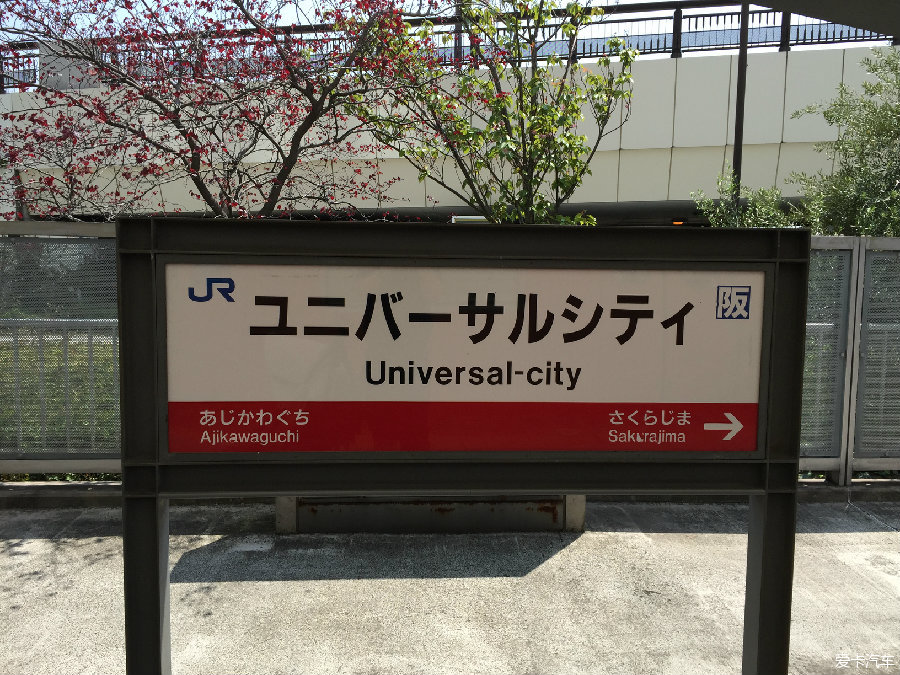 JR ユニバーサルシティ 阪
Universal-city
あじかわぐち さくらじま →
Ajikawaguchi Sakurajima
爱卡汽车